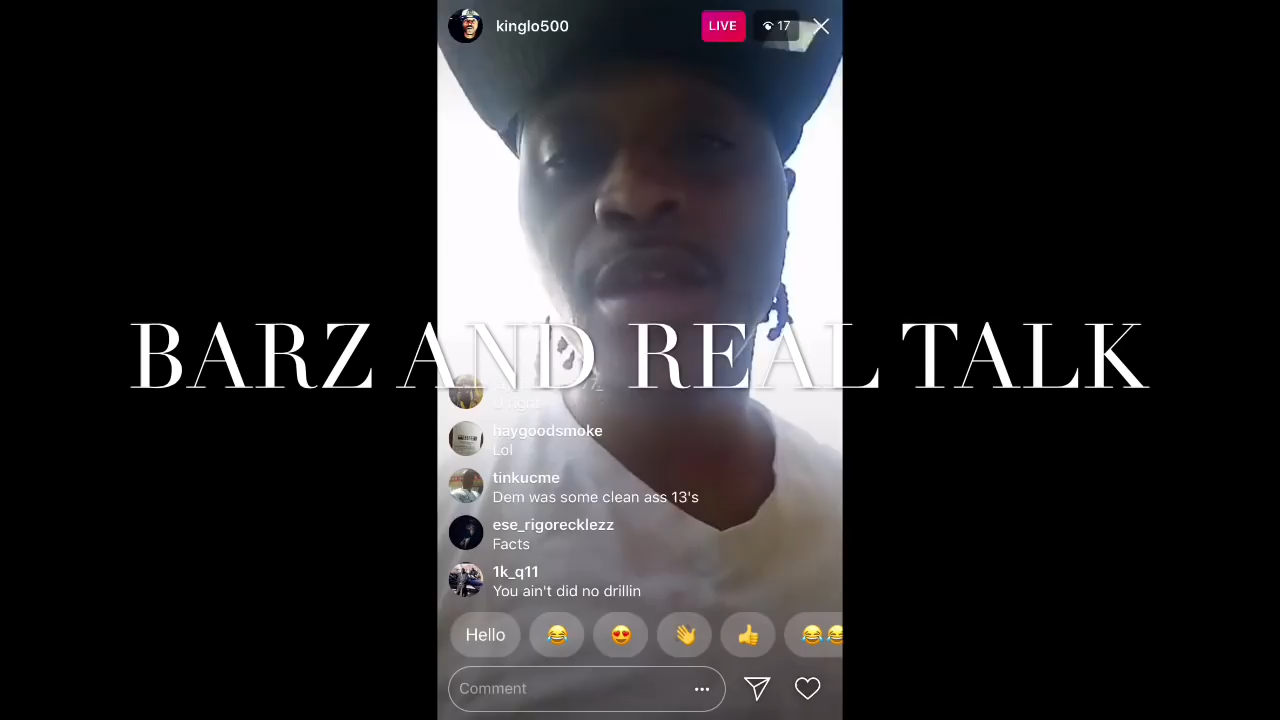 kinglo500
LIVE
17
BARZ AND REAL TALK
haygoodsmoke
Lol
tinkucme
Dem was some clean ass 13's
ese_rigorecklezz
Facts
1k_q11
You ain't did no drillin
Hello
Comment